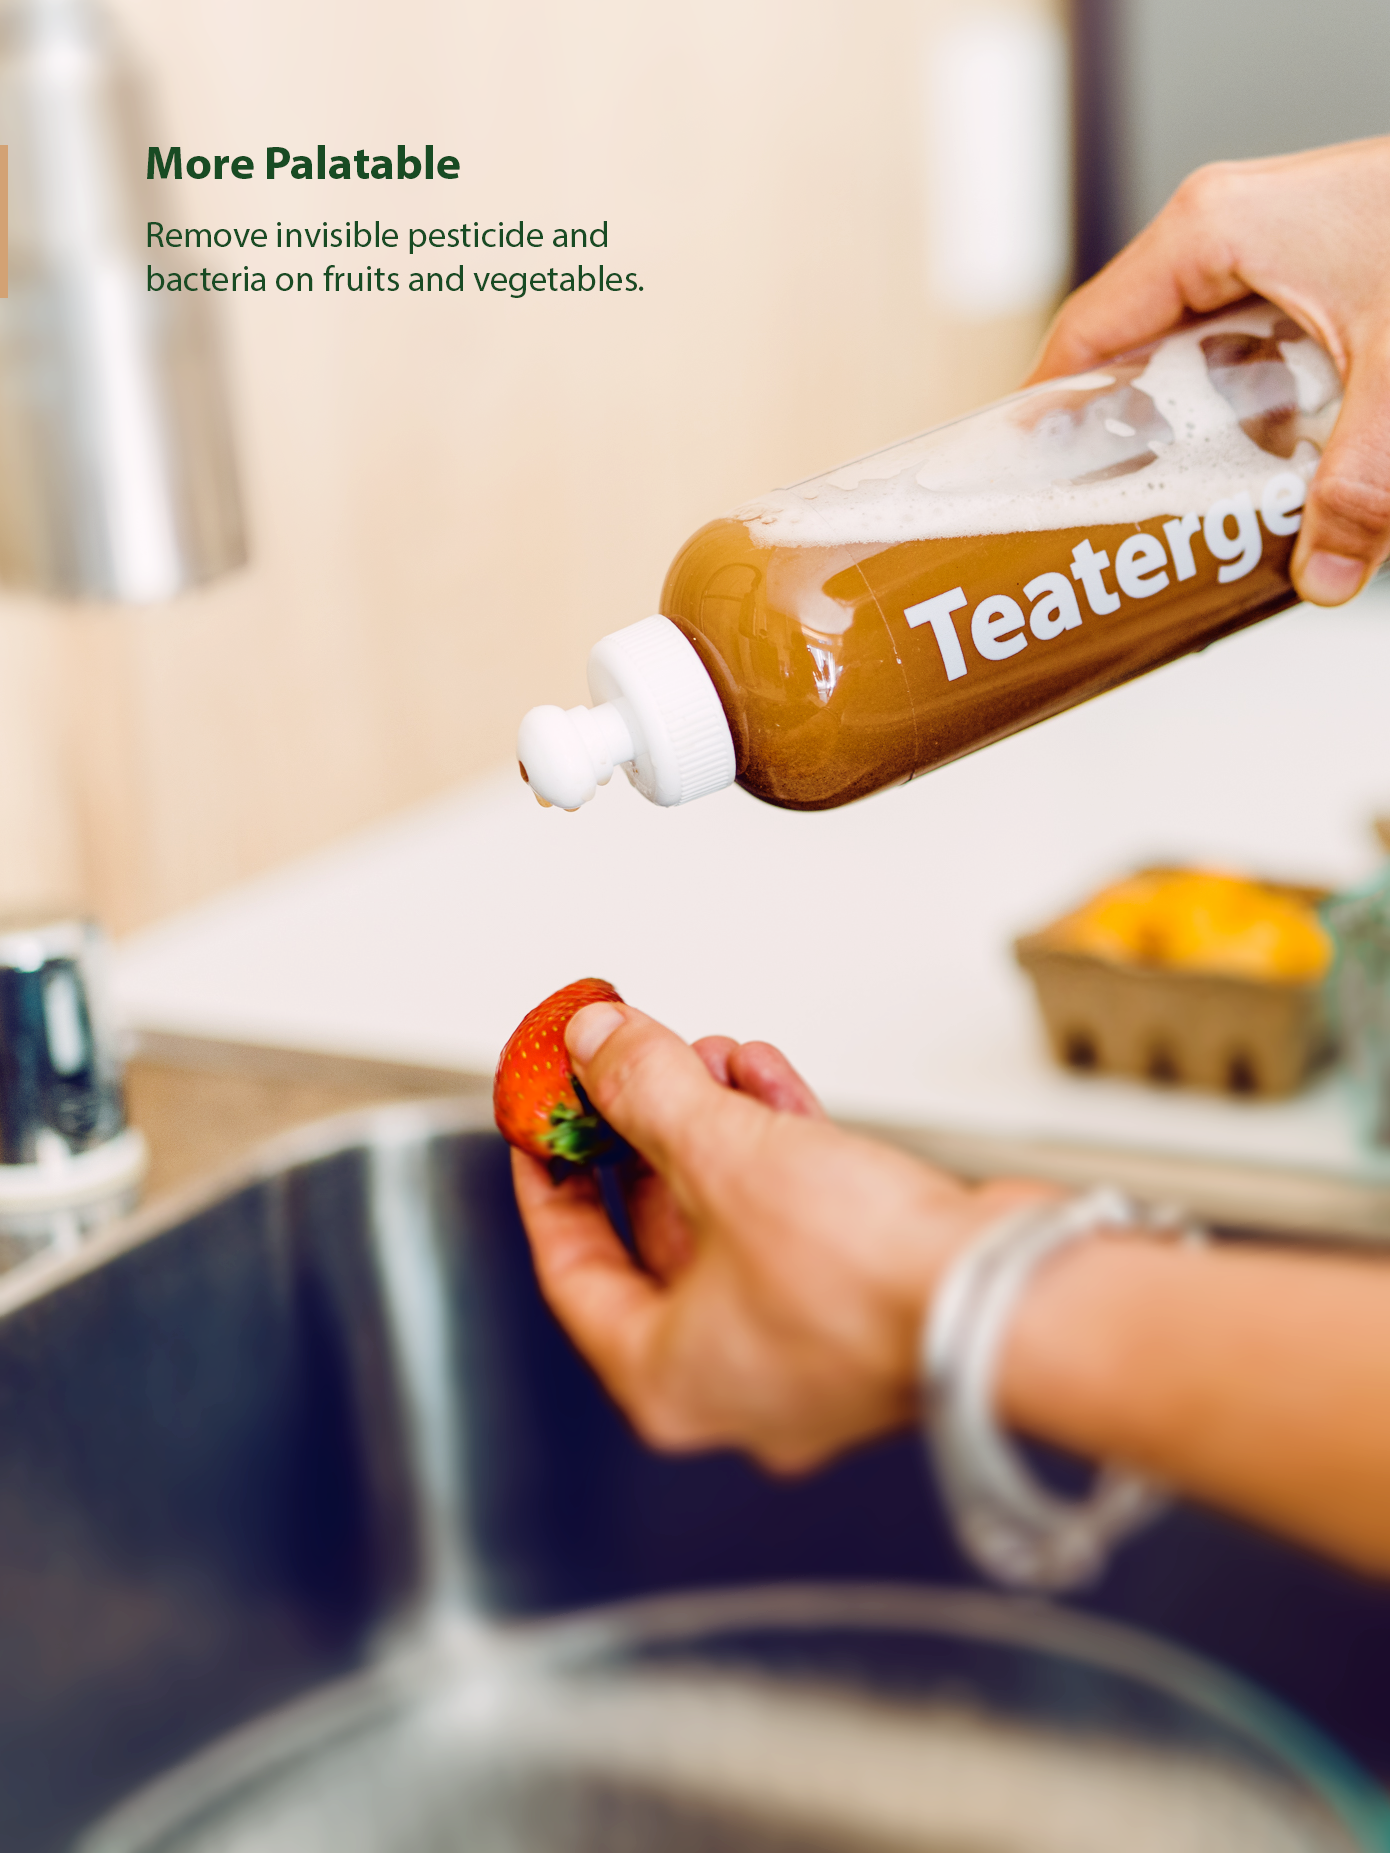 More Palatable
Remove invisible pesticide and
bacteria on fruits and vegetables.
Teaterge